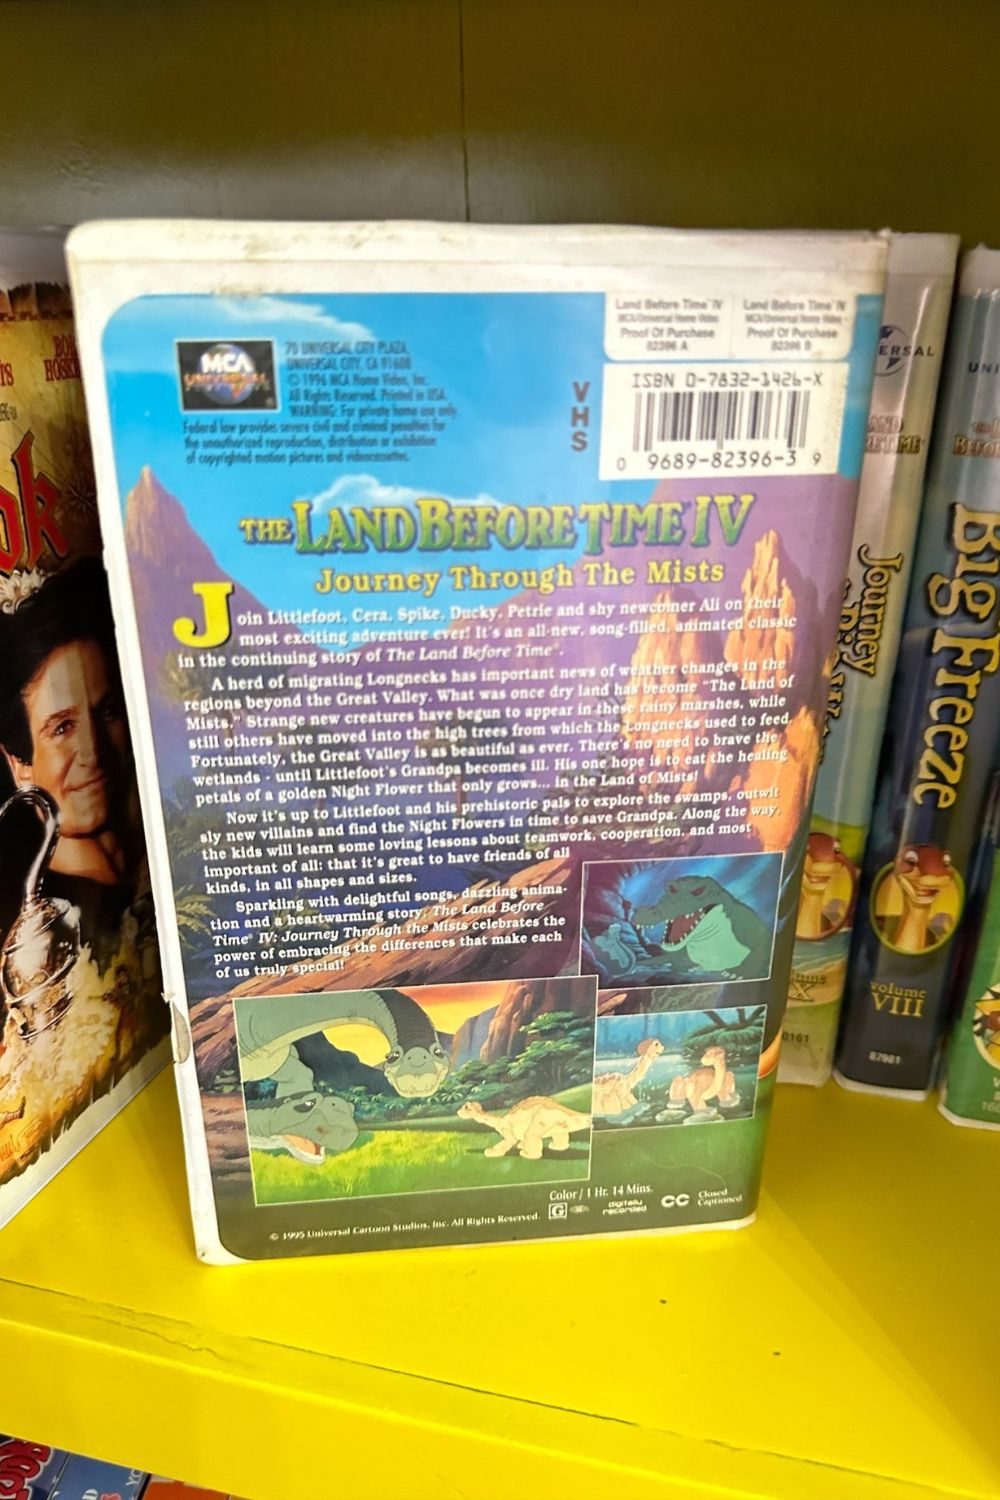 Land Before Time IV
MCA/Universal Home Video
Proof Of Purchase
82396 A
Land Before Time IV
MCA/Universal Home Video
Proof Of Purchase
82396 B
MCA
UNIVERSAL
70 UNIVERSAL CITY PLAZA,
UNIVERSAL CITY, CA 91608
© 1996 MCA Home Video, Inc.
All Rights Reserved. Printed in USA.
WARNING: For private home use only.
Federal law provides severe civil and criminal penalties for
the unauthorized reproduction, distribution or exhibition
of copyrighted motion pictures and videocassettes.
VHS
ISBN 0-7832-1426-X
0 9689-82396-3 9
THE LAND BEFORE TIME IV
Journey Through The Mists
Join Littlefoot, Cera, Spike, Ducky, Petrie and shy newcomer Ali on their
most exciting adventure ever! It's an all-new, song-filled, animated classic
in the continuing story of The Land Before Time®.
A herd of migrating Longnecks has important news of weather changes in the
regions beyond the Great Valley. What was once dry land has become "The Land of
Mists." Strange new creatures have begun to appear in these rainy marshes, while
still others have moved into the high trees from which the Longnecks used to feed.
Fortunately, the Great Valley is as beautiful as ever. There's no need to brave the
wetlands - until Littlefoot's Grandpa becomes ill. His one hope is to eat the healing
petals of a golden Night Flower that only grows... in the Land of Mists!
Now it's up to Littlefoot and his prehistoric pals to explore the swamps, outwit
sly new villains and find the Night Flowers in time to save Grandpa. Along the way,
the kids will learn some loving lessons about teamwork, cooperation, and most
important of all: that it's great to have friends of all
kinds, in all shapes and sizes.
Sparkling with delightful songs, dazzling anima-
tion and a heartwarming story, The Land Before
Time® IV: Journey Through the Mists celebrates the
power of embracing the differences that make each
of us truly special!
Color / 1 Hr. 14 Mins.
G
digitally
recorded
CC
Closed
Captioned
© 1995 Universal Cartoon Studios, Inc. All Rights Reserved.
ERSAL
Journey
X
0161
Big Freeze
volume
VIII
82981
UNI